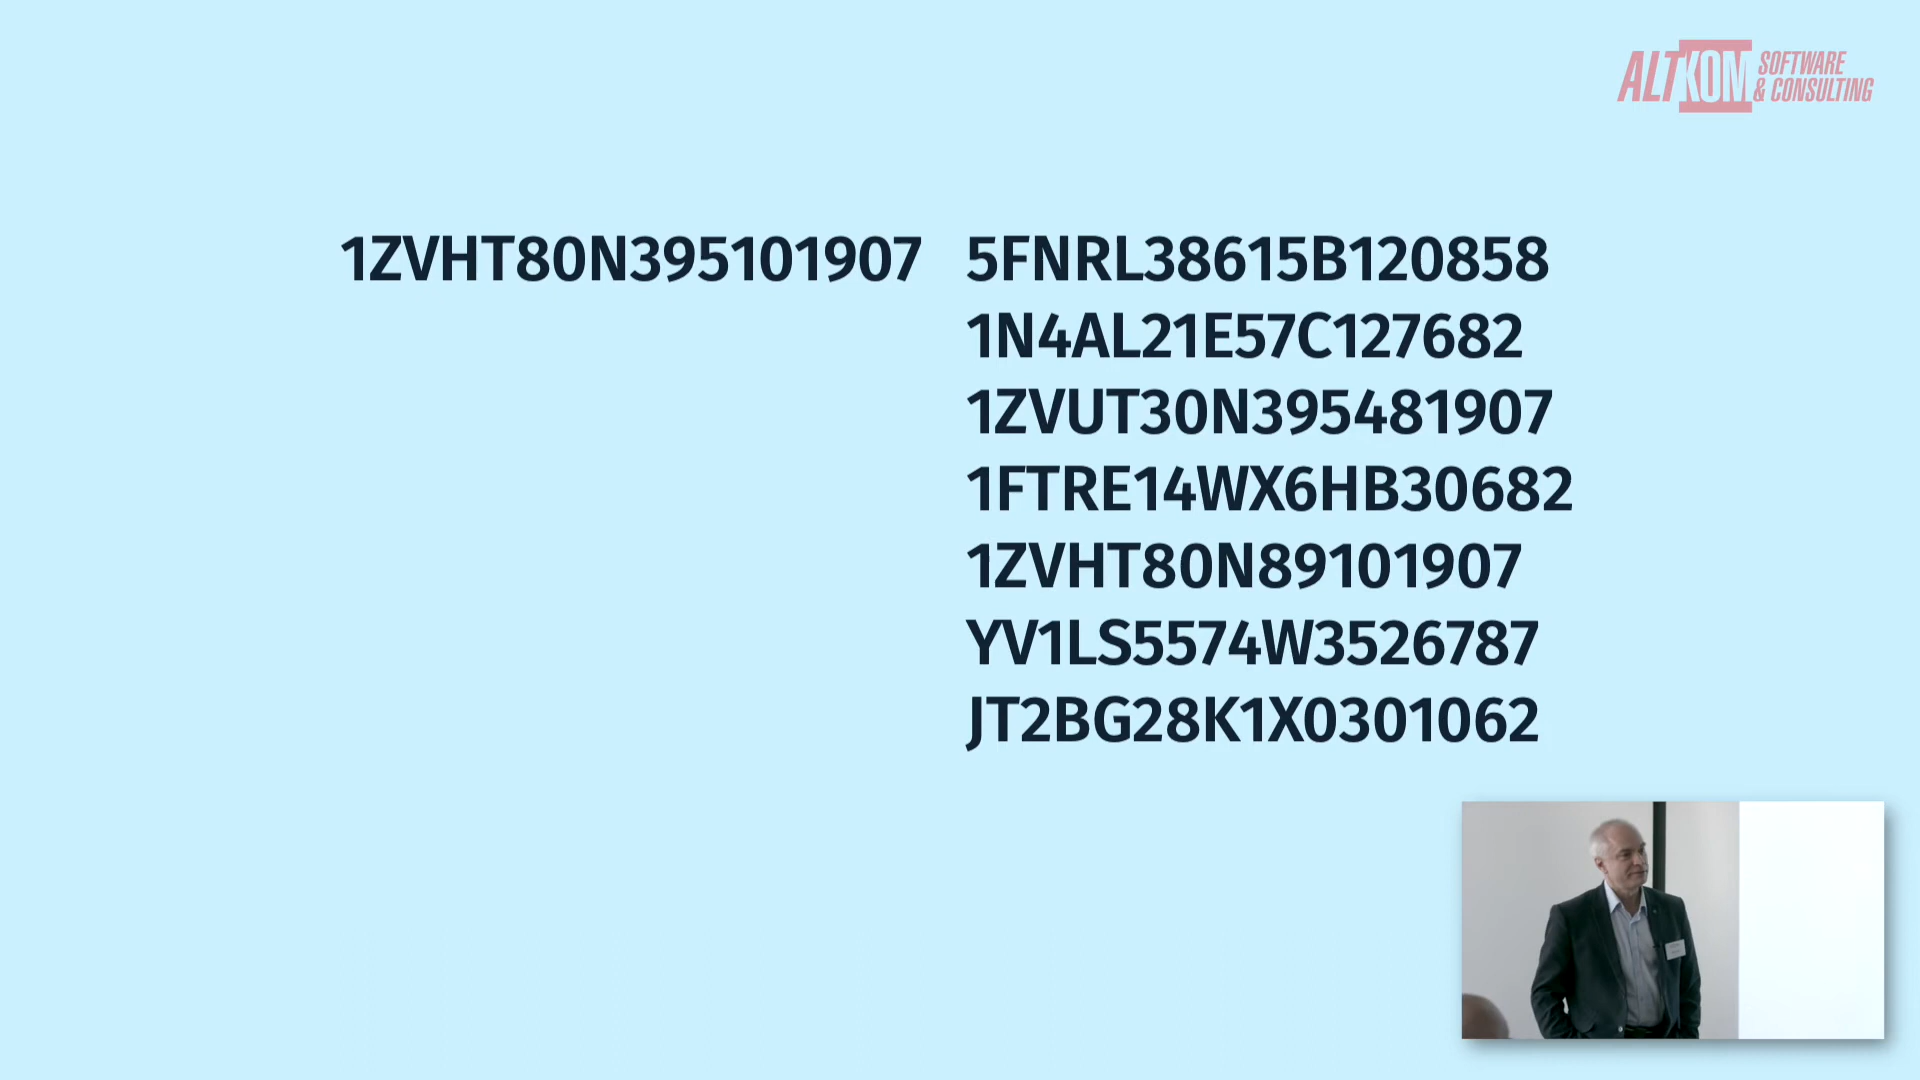 ALTKOM SOFTWARE
& CONSULTING
1ZVHT80N395101907 5FNRL38615B120858
1N4AL21E57C127682
1ZVUT30N395481907
1FTRE14WX6HB30682
1ZVHT80N89101907
YV1LS5574W3526787
JT2BG28K1X0301062